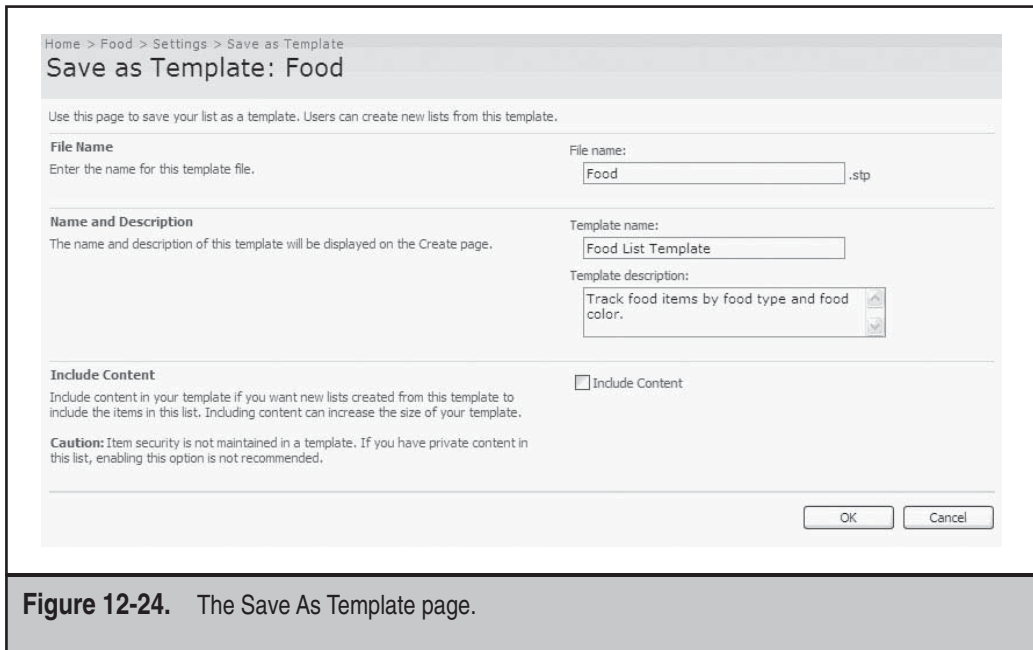 Home > Food > Settings > Save as Template
Save as Template: Food
Use this page to save your list as a template. Users can create new lists from this template.
File Name
Enter the name for this template file.
File name:
Food
.stp
Name and Description
The name and description of this template will be displayed on the Create page.
Template name:
Food List Template
Template description:
Track food items by food type and food
color.
Include Content
Include content in your template if you want new lists created from this template to
include the items in this list. Including content can increase the size of your template.
Caution: Item security is not maintained in a template. If you have private content in
this list, enabling this option is not recommended.
Include Content
OK
Cancel
Figure 12-24. The Save As Template page.